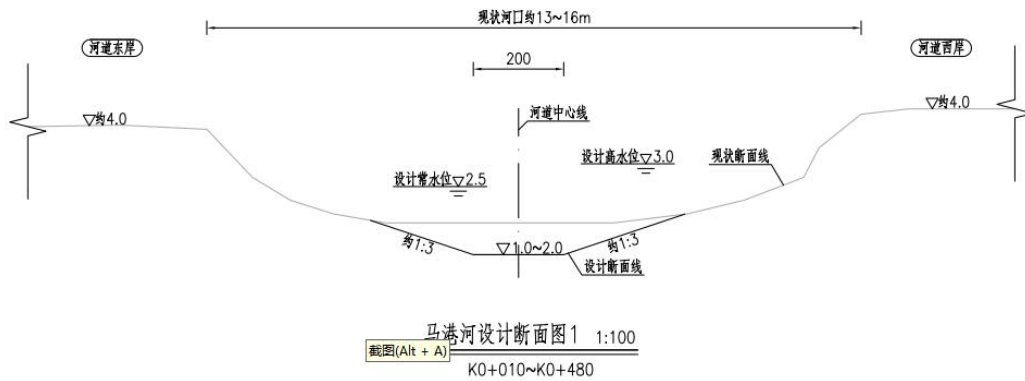 现状河口约13~16m
河道东岸
河道西岸
200
▽约4.0
▽约4.0
河道中心线
设计高水位▽3.0
现状断面线
设计常水位▽2.5
约1:3
▽1.0~2.0
约1:3
设计断面线
马港河设计断面图1 1:100
截图(Alt + A)
K0+010~K0+480